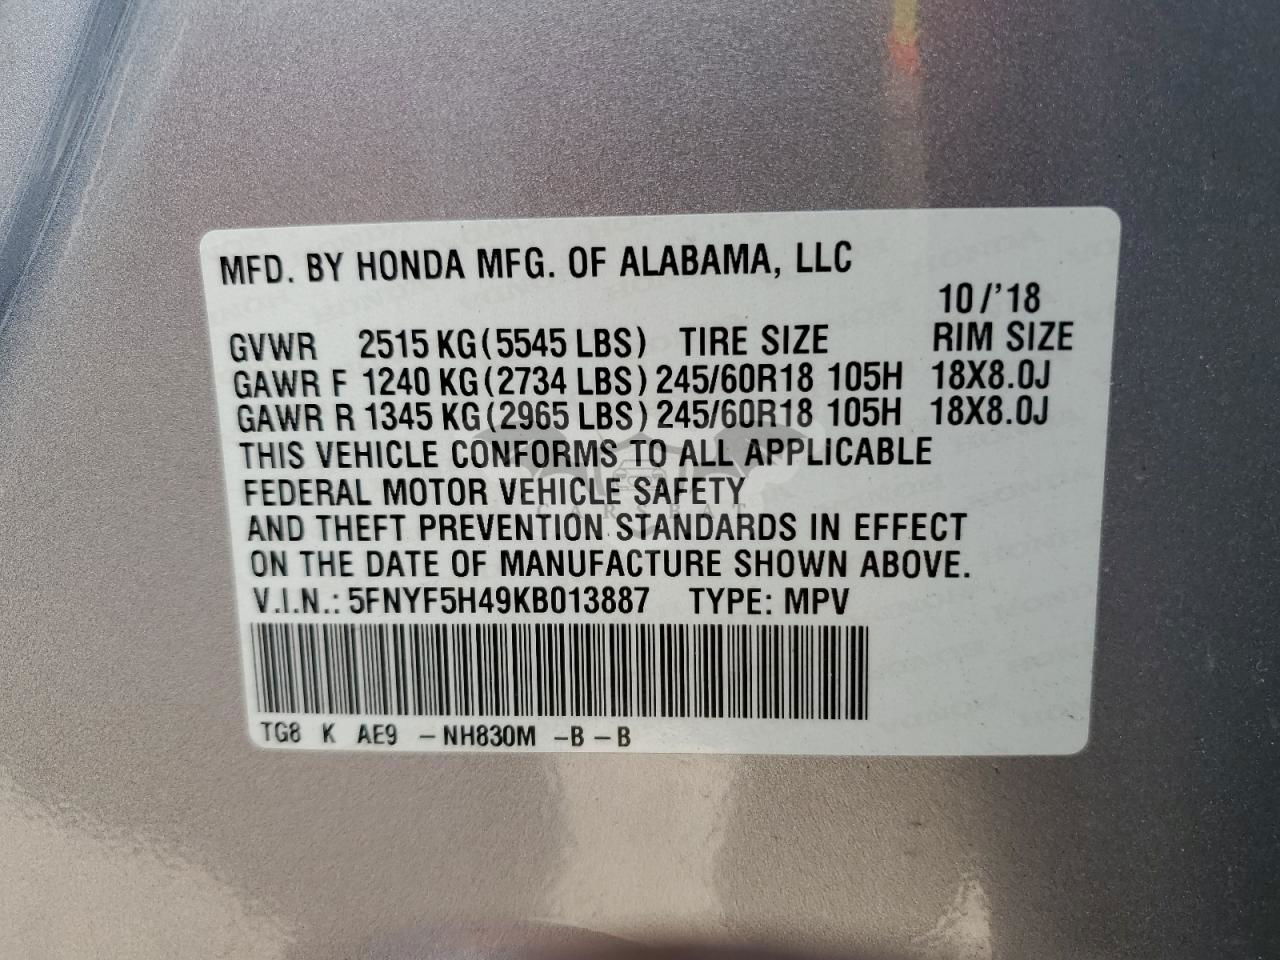 MFD. BY HONDA MFG. OF ALABAMA, LLC
10/'18
GVWR 2515 KG(5545 LBS) TIRE SIZE RIM SIZE
GAWR F 1240 KG(2734 LBS) 245/60R18 105H 18X8.0J
GAWR R 1345 KG(2965 LBS) 245/60R18 105H 18X8.0J
THIS VEHICLE CONFORMS TO ALL APPLICABLE
FEDERAL MOTOR VEHICLE SAFETY
CARSBAT
AND THEFT PREVENTION STANDARDS IN EFFECT
ON THE DATE OF MANUFACTURE SHOWN ABOVE.
V.I.N.: 5FNYF5H49KB013887 TYPE: MPV
TG8 K AE9 -NH830M -B-B